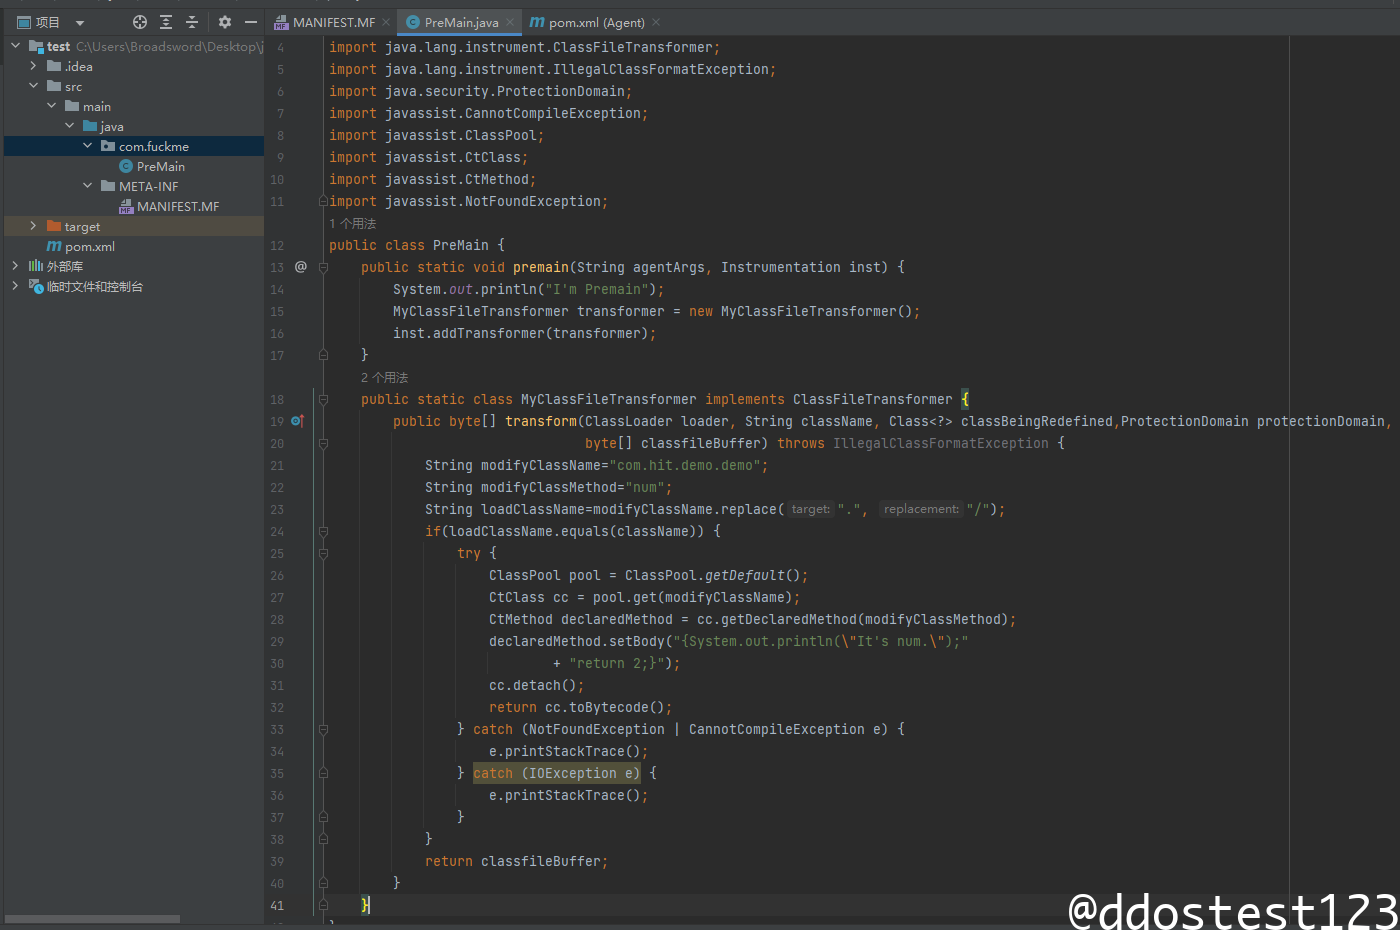 项目
MANIFEST.MF
PreMain.java
pom.xml (Agent)
test C:\Users\Broadsword\Desktop\j
.idea
src
main
java
com.fuckme
PreMain
META-INF
MANIFEST.MF
target
pom.xml
外部库
临时文件和控制台
4 import java.lang.instrument.ClassFileTransformer;
5 import java.lang.instrument.IllegalClassFormatException;
6 import java.security.ProtectionDomain;
7 import javassist.CannotCompileException;
8 import javassist.ClassPool;
9 import javassist.CtClass;
10 import javassist.CtMethod;
11 import javassist.NotFoundException;
1 个用法
12 public class PreMain {
13 @ public static void premain(String agentArgs, Instrumentation inst) {
14 System.out.println("I'm Premain");
15 MyClassFileTransformer transformer = new MyClassFileTransformer();
16 inst.addTransformer(transformer);
17 }
2 个用法
18 public static class MyClassFileTransformer implements ClassFileTransformer {
19 public byte[] transform(ClassLoader loader, String className, Class<?> classBeingRedefined,ProtectionDomain protectionDomain,
20 byte[] classfileBuffer) throws IllegalClassFormatException {
21 String modifyClassName="com.hit.demo.demo";
22 String modifyClassMethod="num";
23 String loadClassName=modifyClassName.replace( target: ".", replacement: "/");
24 if(loadClassName.equals(className)) {
25 try {
26 ClassPool pool = ClassPool.getDefault();
27 CtClass cc = pool.get(modifyClassName);
28 CtMethod declaredMethod = cc.getDeclaredMethod(modifyClassMethod);
29 declaredMethod.setBody("{System.out.println(\"It's num.\");"
30 + "return 2;}");
31 cc.detach();
32 return cc.toBytecode();
33 } catch (NotFoundException | CannotCompileException e) {
34 e.printStackTrace();
35 } catch (IOException e) {
36 e.printStackTrace();
37 }
38 }
39 return classfileBuffer;
40 }
41 }
@ddostest123